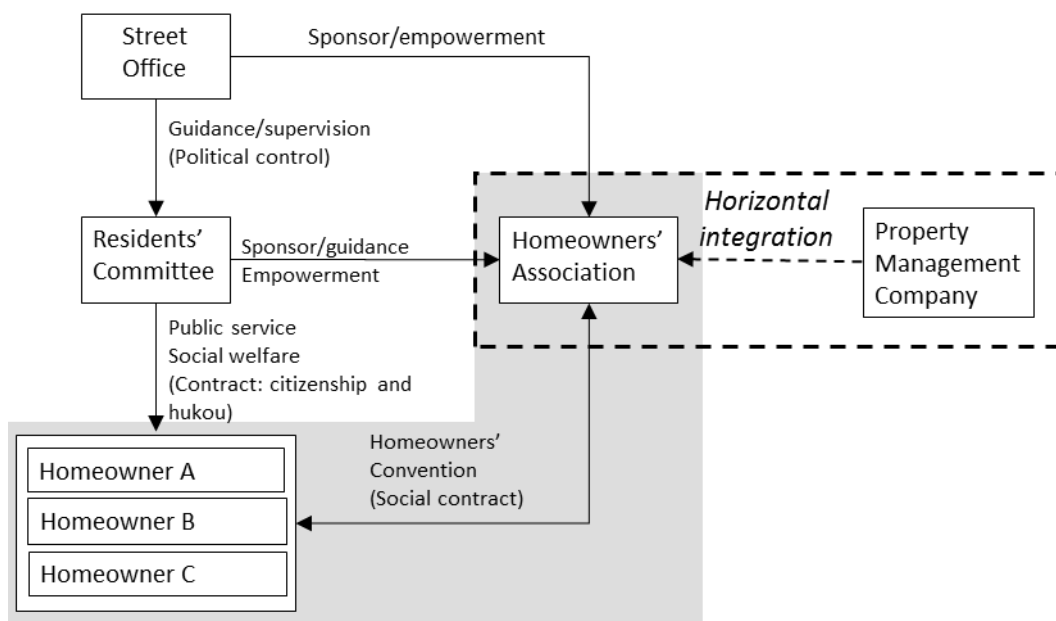 Street
Office
Sponsor/empowerment
Guidance/supervision
(Political control)
Residents’
Committee
Sponsor/guidance
Empowerment
Homeowners’
Association
Horizontal
integration
Property
Management
Company
Public service
Social welfare
(Contract: citizenship and
hukou)
Homeowner A
Homeowner B
Homeowner C
Homeowners’
Convention
(Social contract)